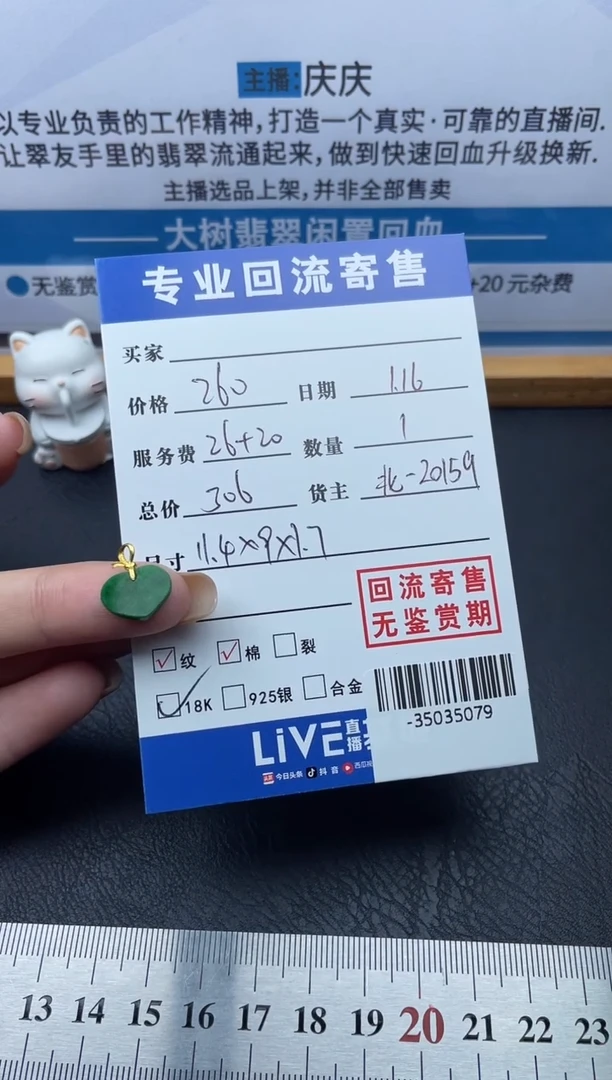 主播:庆庆
以专业负责的工作精神,打造一个真实·可靠的直播间.
让翠友手里的翡翠流通起来,做到快速回血升级换新.
主播选品上架,并非全部售卖
大树翡翠闲置回血
无鉴赏
+20元杂费
专业回流寄售
买家
价格 260 日期 1.16
服务费 26+20 数量 1
总价 306 货主 北-20159
尺寸 11.4×9×1.7
回流寄售
无鉴赏期
纹 棉 裂
18K 925银 合金
-35035079
LiVE 直播
今日头条 抖音 西瓜视
13 14 15 16 17 18 19 20 21 22 23